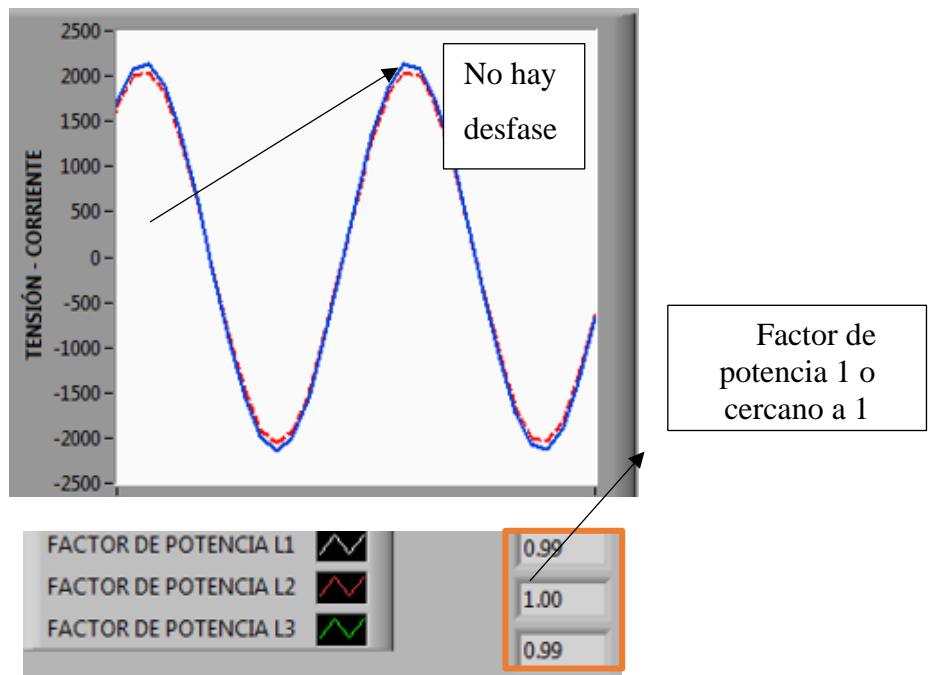 2500
2000
1500
1000
500
0
-500
-1000
-1500
-2000
-2500
TENSIÓN - CORRIENTE
No hay
desfase
Factor de
potencia 1 o
cercano a 1
FACTOR DE POTENCIA L1
0.99
FACTOR DE POTENCIA L2
1.00
FACTOR DE POTENCIA L3
0.99